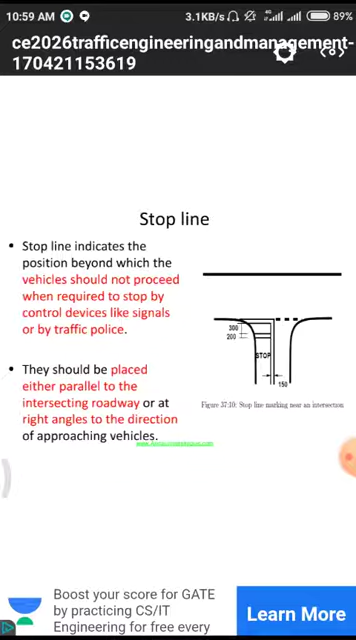 10:59 AM
3.1KB/s 4G 89%
ce2026trafficengineeringandmanagement-
170421153619
Stop line
• Stop line indicates the
position beyond which the
vehicles should not proceed
when required to stop by
control devices like signals
or by traffic police.
• They should be placed
either parallel to the
intersecting roadway or at
right angles to the direction
of approaching vehicles.
300
200
STOP
150
Figure 37:10: Stop line marking near an intersection
Boost your score for GATE
by practicing CS/IT
Engineering for free every
Learn More